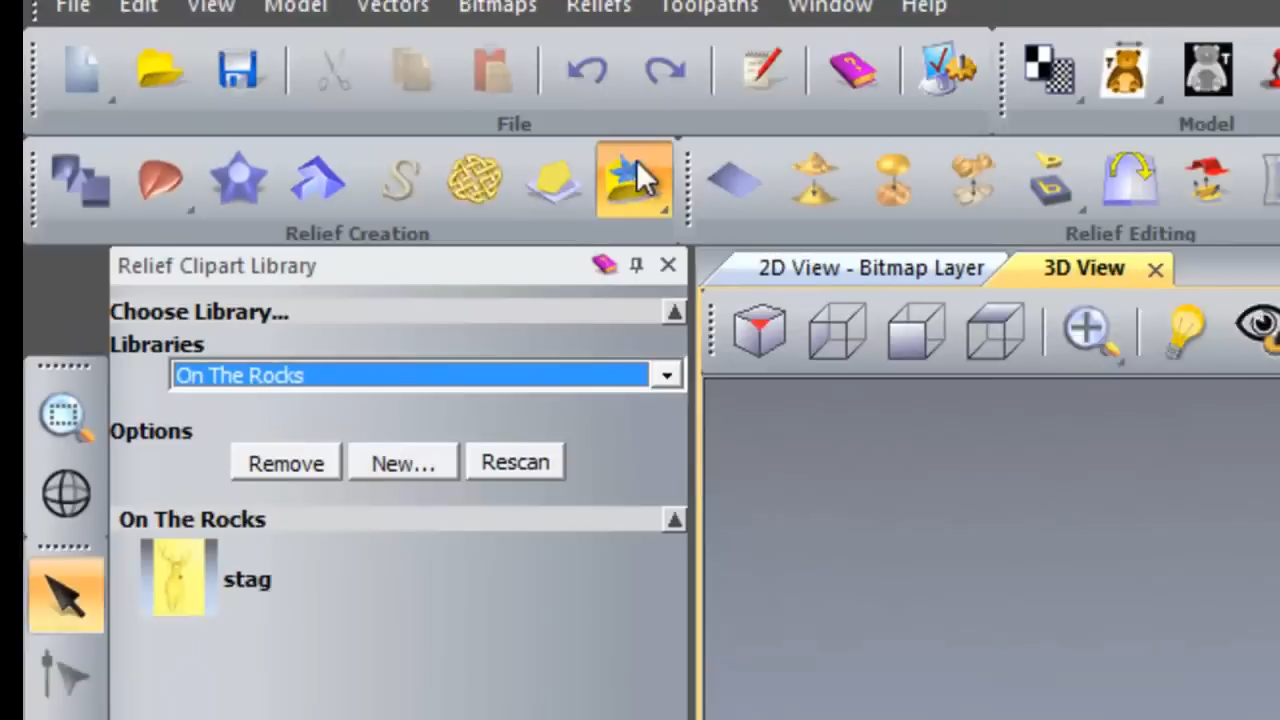 File Edit View Model Vectors Bitmaps Reliefs Toolpaths Window Help
File
Model
Relief Creation
Relief Editing
Relief Clipart Library
2D View - Bitmap Layer
3D View
Choose Library...
Libraries
On The Rocks
Options
Remove
New...
Rescan
On The Rocks
stag